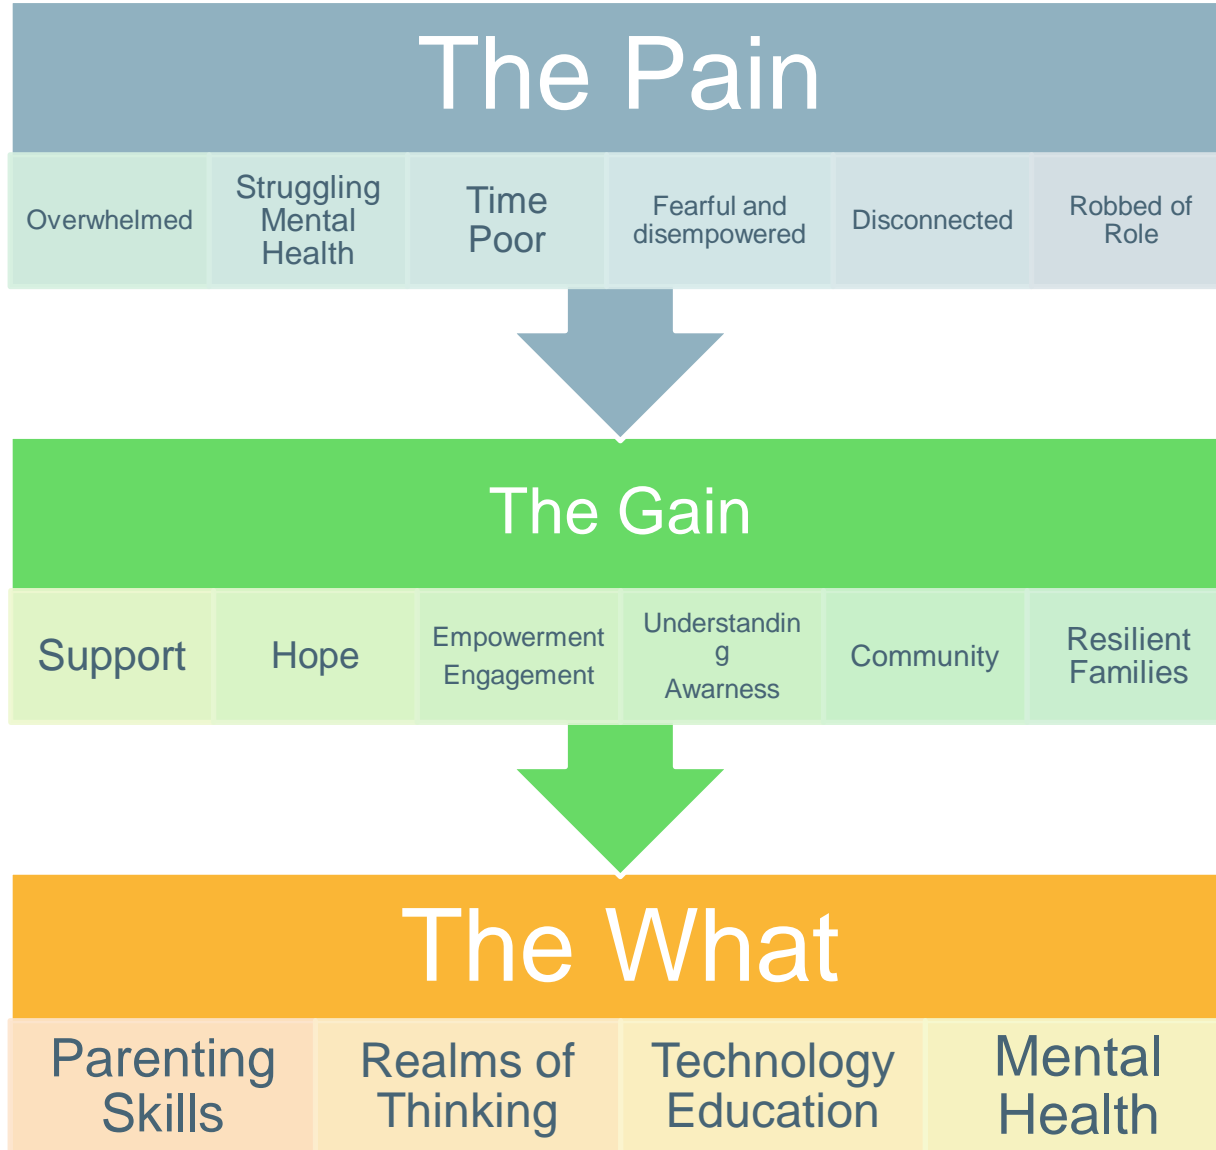 The Pain
Overwhelmed
Struggling
Mental
Health
Time
Poor
Fearful and
disempowered
Disconnected
Robbed of
Role
The Gain
Support
Hope
Empowerment
Engagement
Understandin
g
Awarness
Community
Resilient
Families
The What
Parenting
Skills
Realms of
Thinking
Technology
Education
Mental
Health